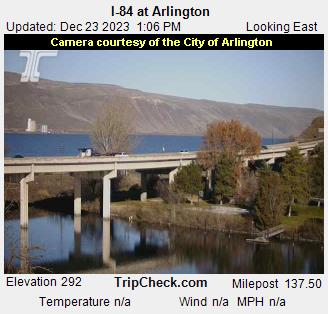 I-84 at Arlington
Updated: Dec 23 2023 1:06 PM Looking East
Camera courtesy of the City of Arlington
Elevation 292 TripCheck.com Milepost 137.50
Temperature n/a Wind n/a MPH n/a